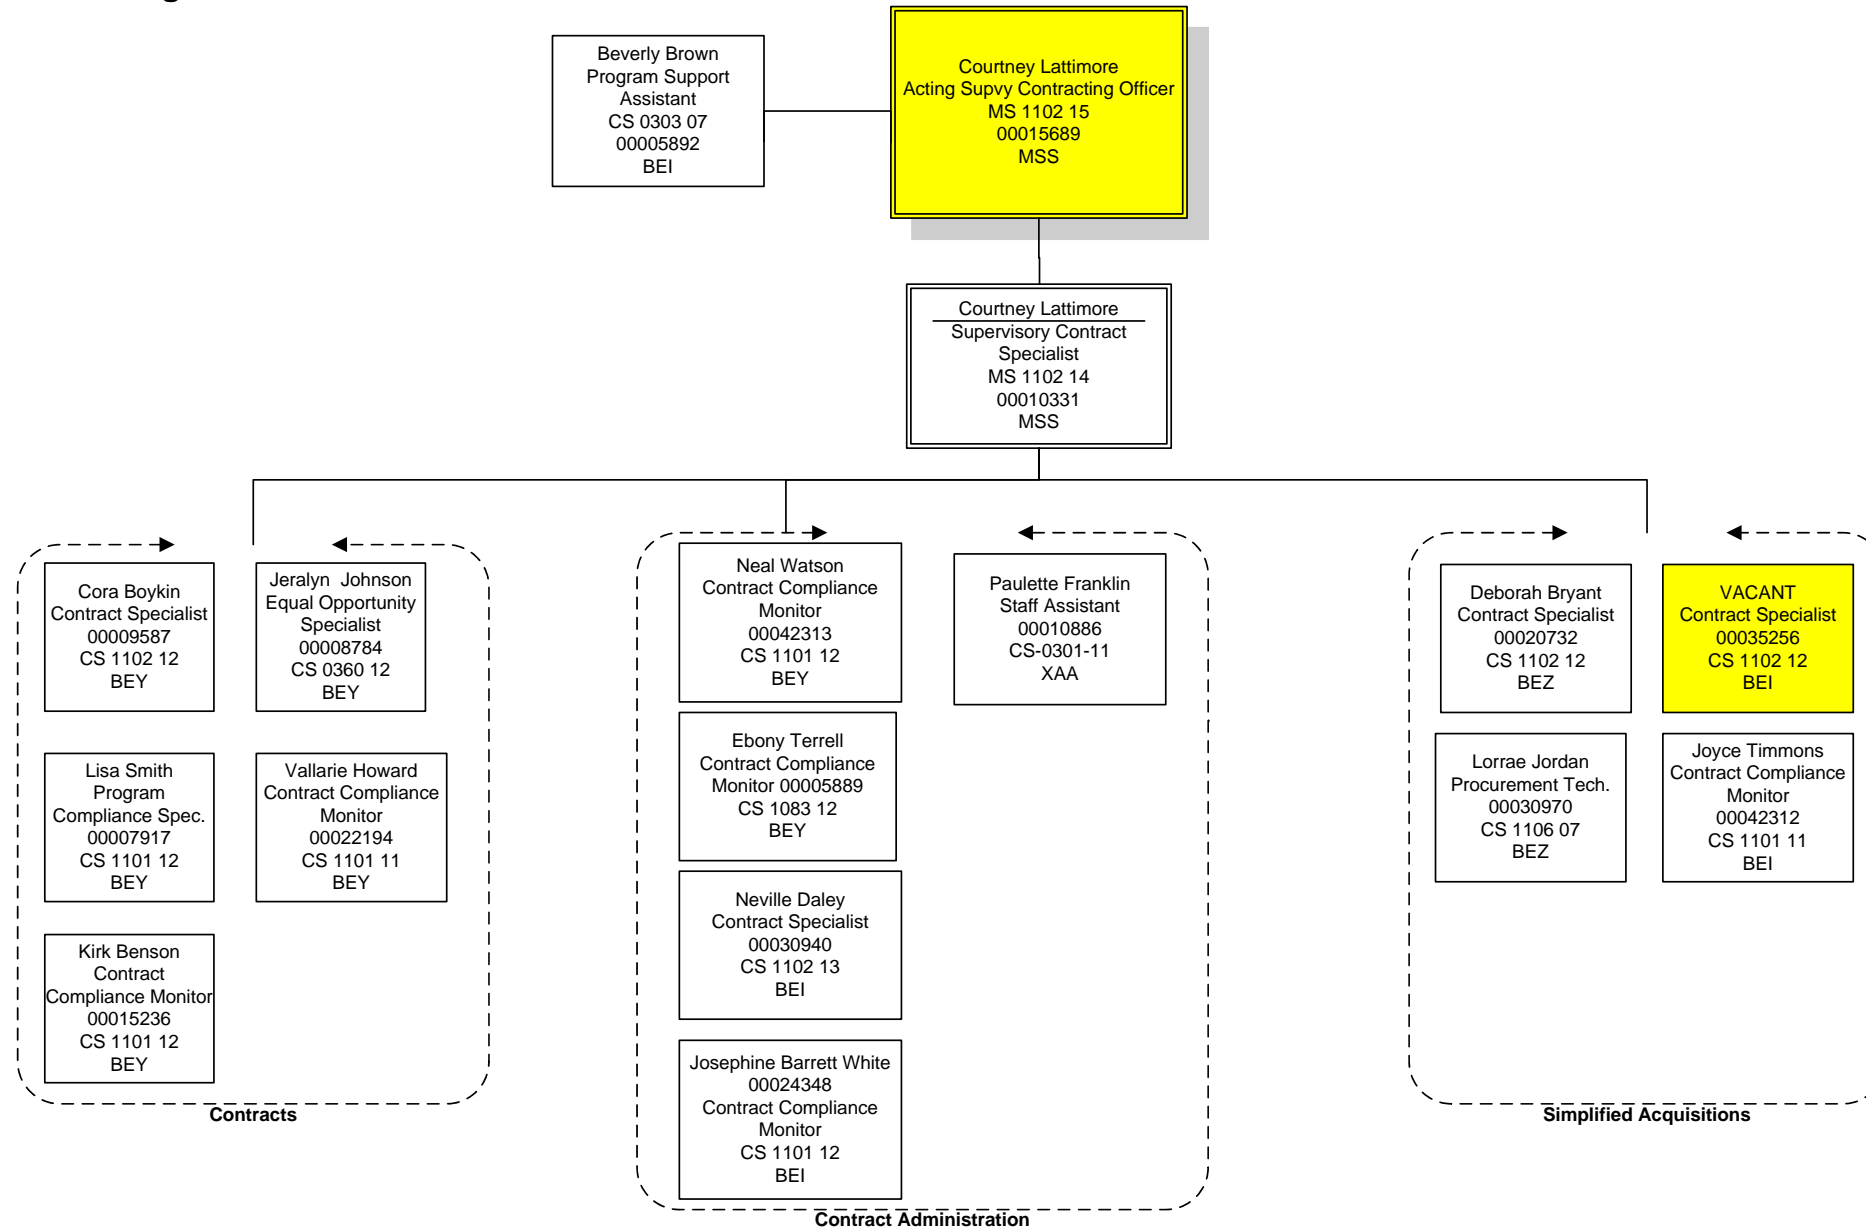 Beverly Brown
Program Support
Assistant
CS 0303 07
00005892
BEI
Courtney Lattimore
Acting Supvy Contracting Officer
MS 1102 15
00015689
MSS
Courtney Lattimore
Supervisory Contract
Specialist
MS 1102 14
00010331
MSS
Cora Boykin
Contract Specialist
00009587
CS 1102 12
BEY
Jeralyn  Johnson
Equal Opportunity
Specialist
00008784
CS 0360 12
BEY
Lisa Smith
Program
Compliance Spec.
00007917
CS 1101 12
BEY
Vallarie Howard
Contract Compliance
Monitor
00022194
CS 1101 11
BEY
Kirk Benson
Contract
Compliance Monitor
00015236
CS 1101 12
BEY
Contracts
Neal Watson
Contract Compliance
Monitor
00042313
CS 1101 12
BEY
Paulette Franklin
Staff Assistant
00010886
CS-0301-11
XAA
Ebony Terrell
Contract Compliance
Monitor 00005889
CS 1083 12
BEY
Neville Daley
Contract Specialist
00030940
CS 1102 13
BEI
Josephine Barrett White
00024348
Contract Compliance
Monitor
CS 1101 12
BEI
Contract Administration
Deborah Bryant
Contract Specialist
00020732
CS 1102 12
BEZ
VACANT
Contract Specialist
00035256
CS 1102 12
BEI
Lorrae Jordan
Procurement Tech.
00030970
CS 1106 07
BEZ
Joyce Timmons
Contract Compliance
Monitor
00042312
CS 1101 11
BEI
Simplified Acquisitions